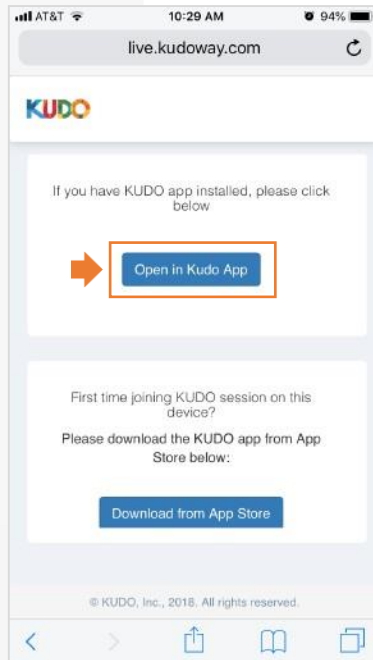 AT&T 10:29 AM 94%
live.kudoway.com
KUDO
If you have KUDO app installed, please click
below
Open in Kudo App
First time joining KUDO session on this
device?
Please download the KUDO app from App
Store below:
Download from App Store
© KUDO, Inc., 2018. All rights reserved.